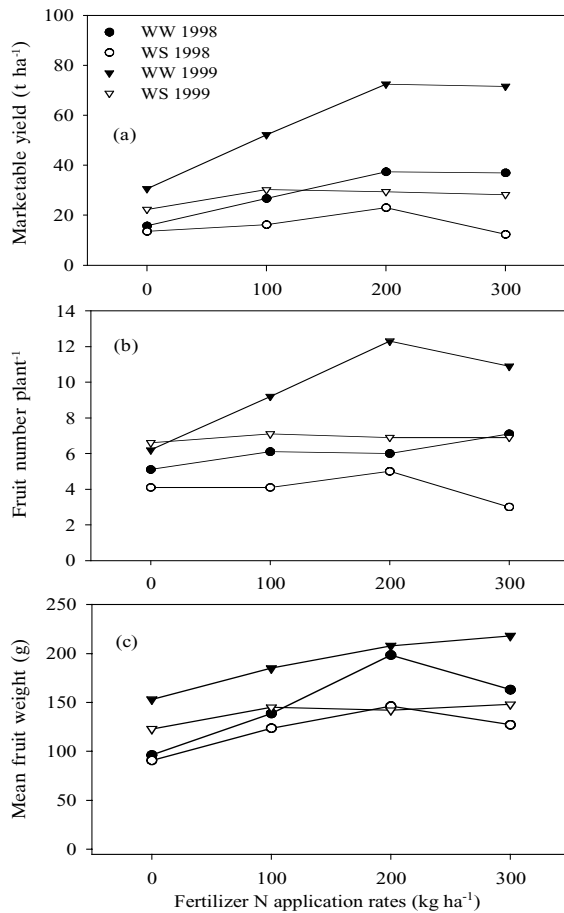 100
80
60
40
20
0
Marketable yield (t ha-1)
WW 1998
WS 1998
WW 1999
WS 1999
(a)
0 100 200 300
14
12
10
8
6
4
2
0
Fruit number plant-1
(b)
0 100 200 300
250
200
150
100
50
0
Mean fruit weight (g)
(c)
0 100 200 300
Fertilizer N application rates (kg ha-1)